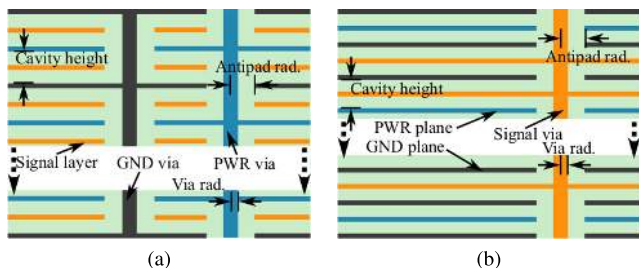 Cavity height
Antipad rad.
Signal layer
GND via
PWR via
Via rad.
(a)
Antipad rad.
Cavity height
PWR plane
GND plane
Signal via
Via rad.
(b)